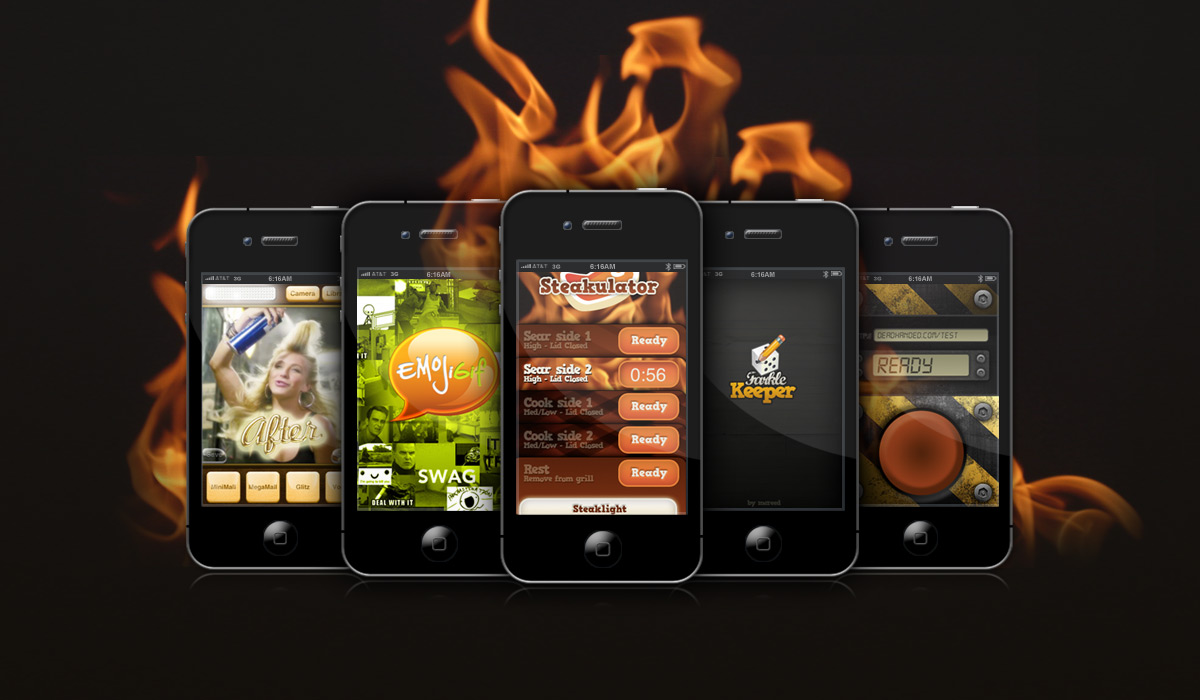 AT&T 3G 6:16AM
Camera
After
MiniMall MegaMall Glitz
AT&T 3G 6:16AM
EMOJiGif
SWAG
DEAL WITH IT
AT&T 3G 6:16AM
Steakulator
Sear side 1
High - Lid Closed
Ready
Sear side 2
High - Lid Closed
0:56
Cook side 1
Med/Low - Lid Closed
Ready
Cook side 2
Med/Low - Lid Closed
Ready
Rest
Remove from grill
Ready
Steaklight
3G 6:16AM
Farkle
Keeper
3G 6:16AM
DEADHANDED.COM/TEST
READY